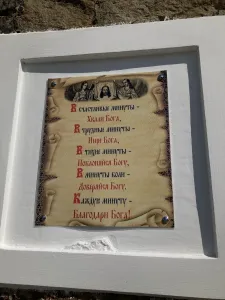 В счастливые минуты -
Хвали Бога,
В трудные минуты -
Ищи Бога,
В тихие минуты -
Поклоняйся Богу,
В минуты боли -
Доверяйся Богу,
Каждую минуту -
Благодари Бога!